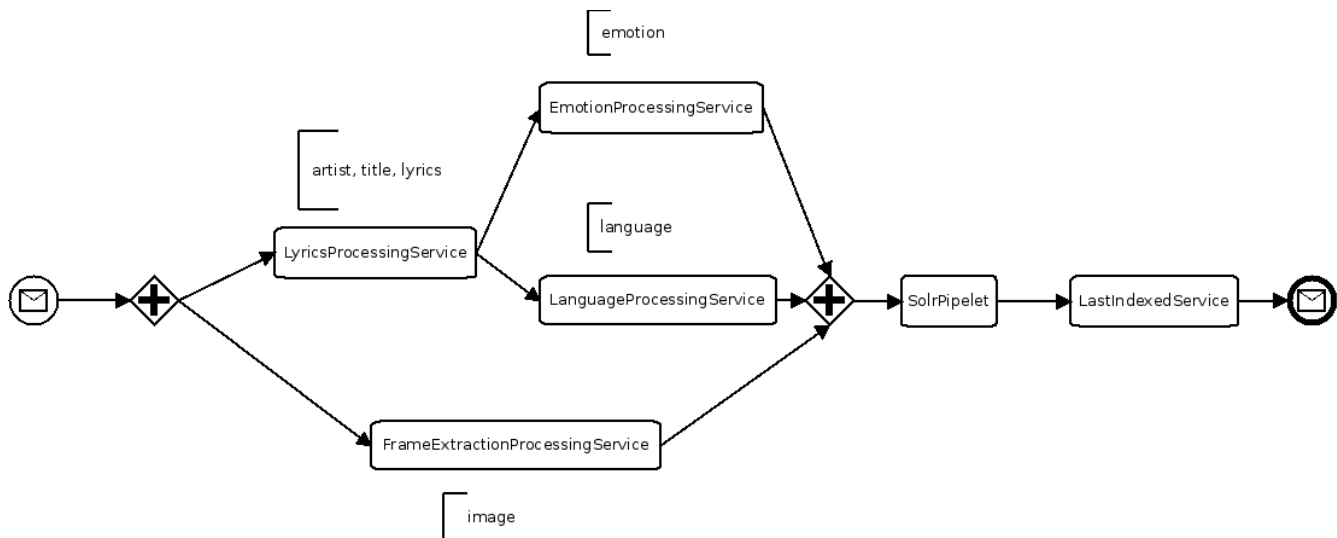 emotion
EmotionProcessingService
artist, title, lyrics
language
LyricsProcessingService
LanguageProcessingService
SolrPipelet
LastIndexedService
FrameExtractionProcessingService
image